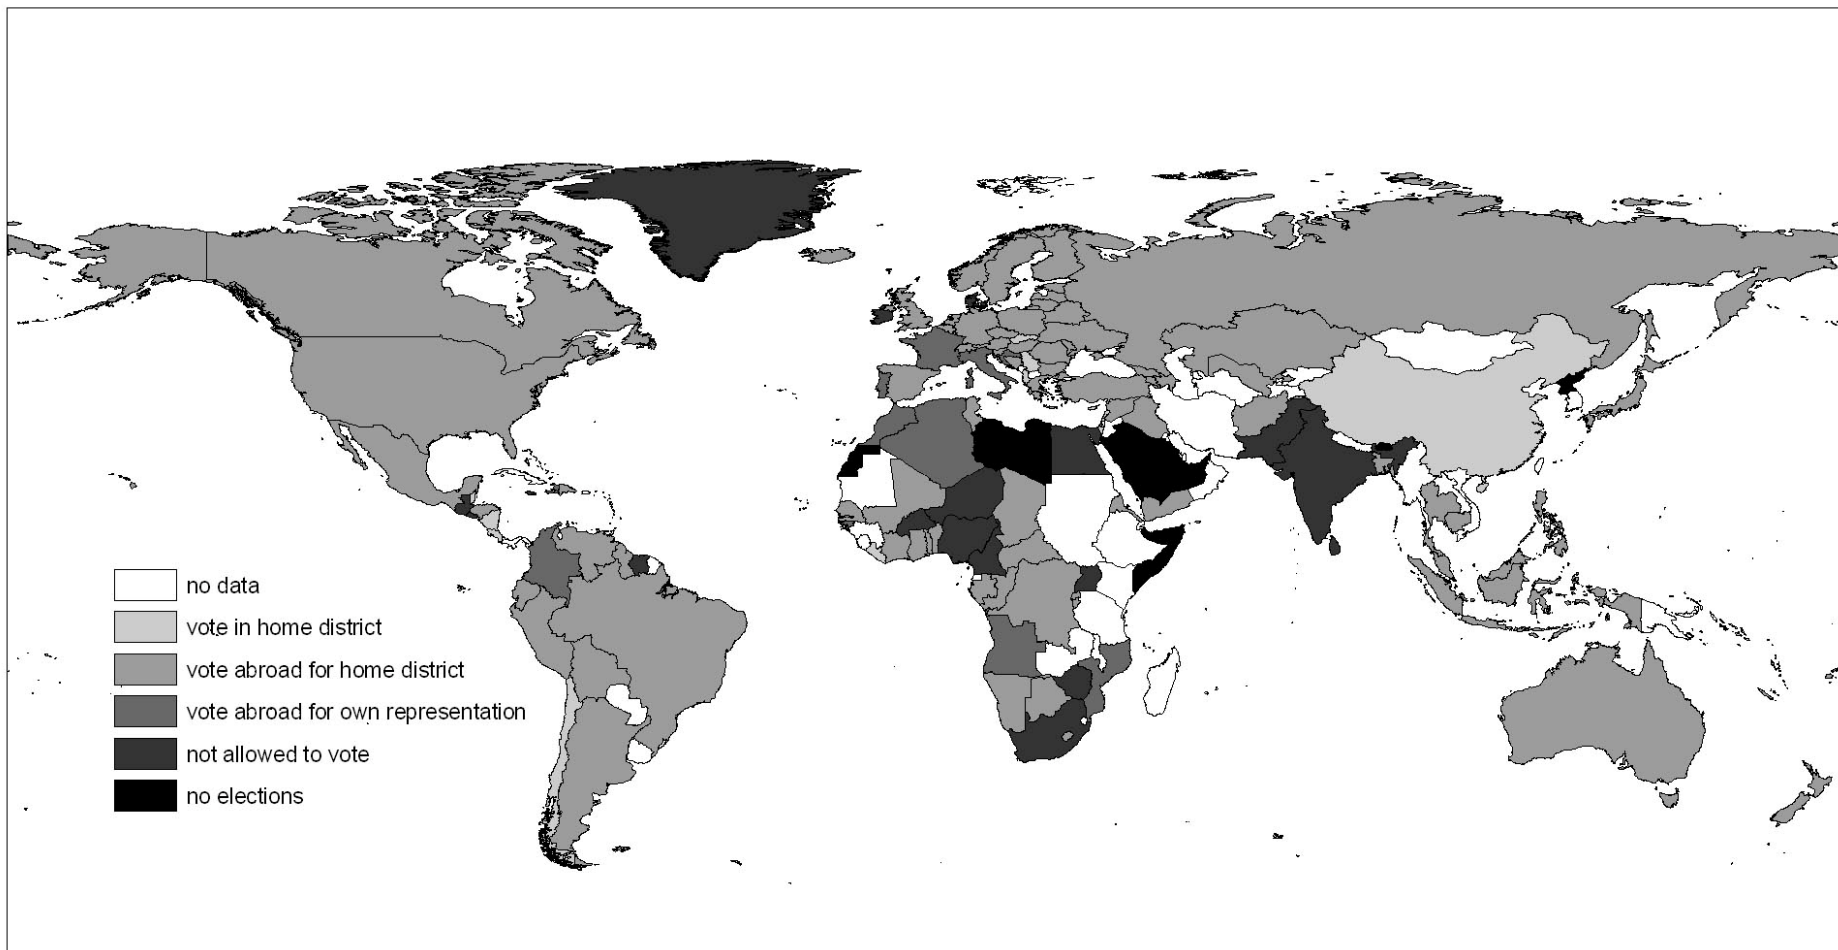 no data
vote in home district
vote abroad for home district
vote abroad for own representation
not allowed to vote
no elections